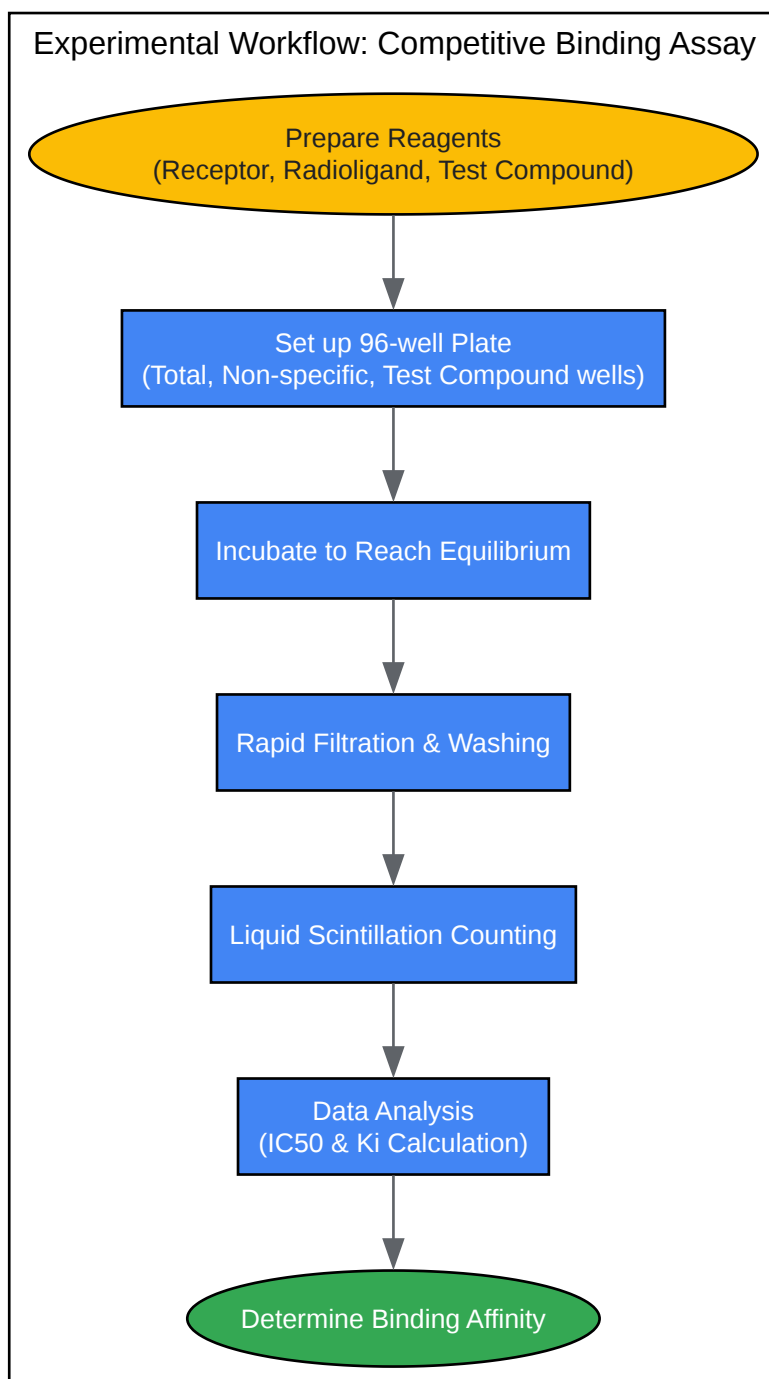 Experimental Workflow: Competitive Binding Assay
Prepare Reagents
(Receptor, Radioligand, Test Compound)
Set up 96-well Plate
(Total, Non-specific, Test Compound wells)
Incubate to Reach Equilibrium
Rapid Filtration & Washing
Liquid Scintillation Counting
Data Analysis
(IC50 & Ki Calculation)
Determine Binding Affinity